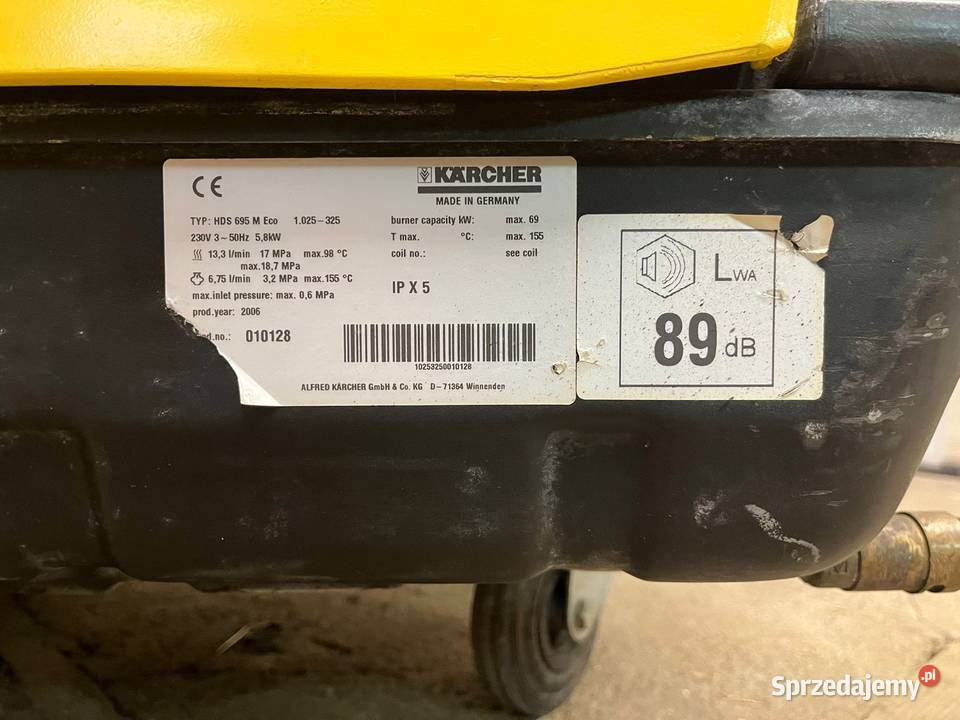 CE
KÄRCHER
MADE IN GERMANY
TYP: HDS 695 M Eco 1.025-325
230V 3~50Hz 5,8kW
13,3 l/min 17 MPa max.98 °C
max.18,7 MPa
6,75 l/min 3,2 MPa max.155 °C
max.inlet pressure: max. 0,6 MPa
prod.year: 2006
d.no.: 010128
burner capacity kW: max. 69
T max. °C: max. 155
coil no.: see coil
IP X 5
10253250010128
ALFRED KÄRCHER GmbH & Co. KG D-71364 Winnenden
LWA
89 dB
Sprzedajemy.pl